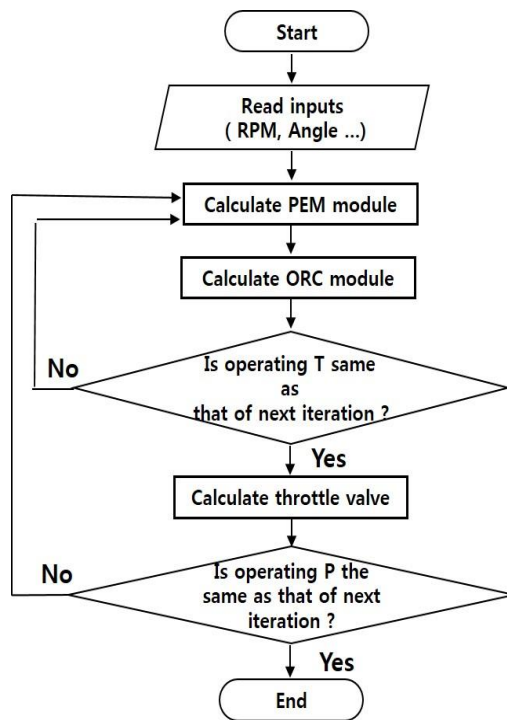 Start
Read inputs
( RPM, Angle ...)
Calculate PEM module
Calculate ORC module
No
Is operating T same
as
that of next iteration ?
Yes
Calculate throttle valve
No
Is operating P the
same as that of next
iteration ?
Yes
End